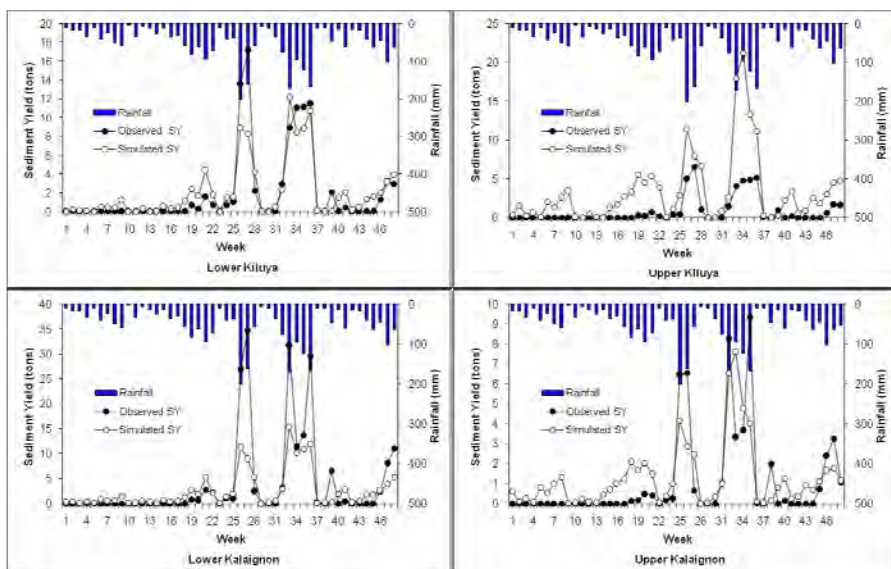 20
18
16
14
12
10
8
6
4
2
0
Sediment Yield (tons)
Rainfall
Observed SY
Simulated SY
0
100
200
300
400
500
Rainfall (mm)
1 4 7 10 13 16 19 22 25 28 31 34 37 40 43 46
Week
Lower Kiluya
25
20
15
10
5
0
Sediment Yield (tons)
Rainfall
Observed SY
Simulated SY
0
100
200
300
400
500
Rainfall (mm)
1 4 7 10 13 16 19 22 25 28 31 34 37 40 43 46
Week
Upper Kiluya
40
35
30
25
20
15
10
5
0
Sediment Yield (tons)
Rainfall
Observed SY
Simulated SY
0
100
200
300
400
500
Rainfall (mm)
1 4 7 10 13 16 19 22 25 28 31 34 37 40 43 46
Week
Lower Kalaignon
10
9
8
7
6
5
4
3
2
1
0
Sediment Yield (tons)
Rainfall
Observed SY
Simulated SY
0
100
200
300
400
500
Rainfall (mm)
1 4 7 10 13 16 19 22 25 28 31 34 37 40 43 46
Week
Upper Kalaignon